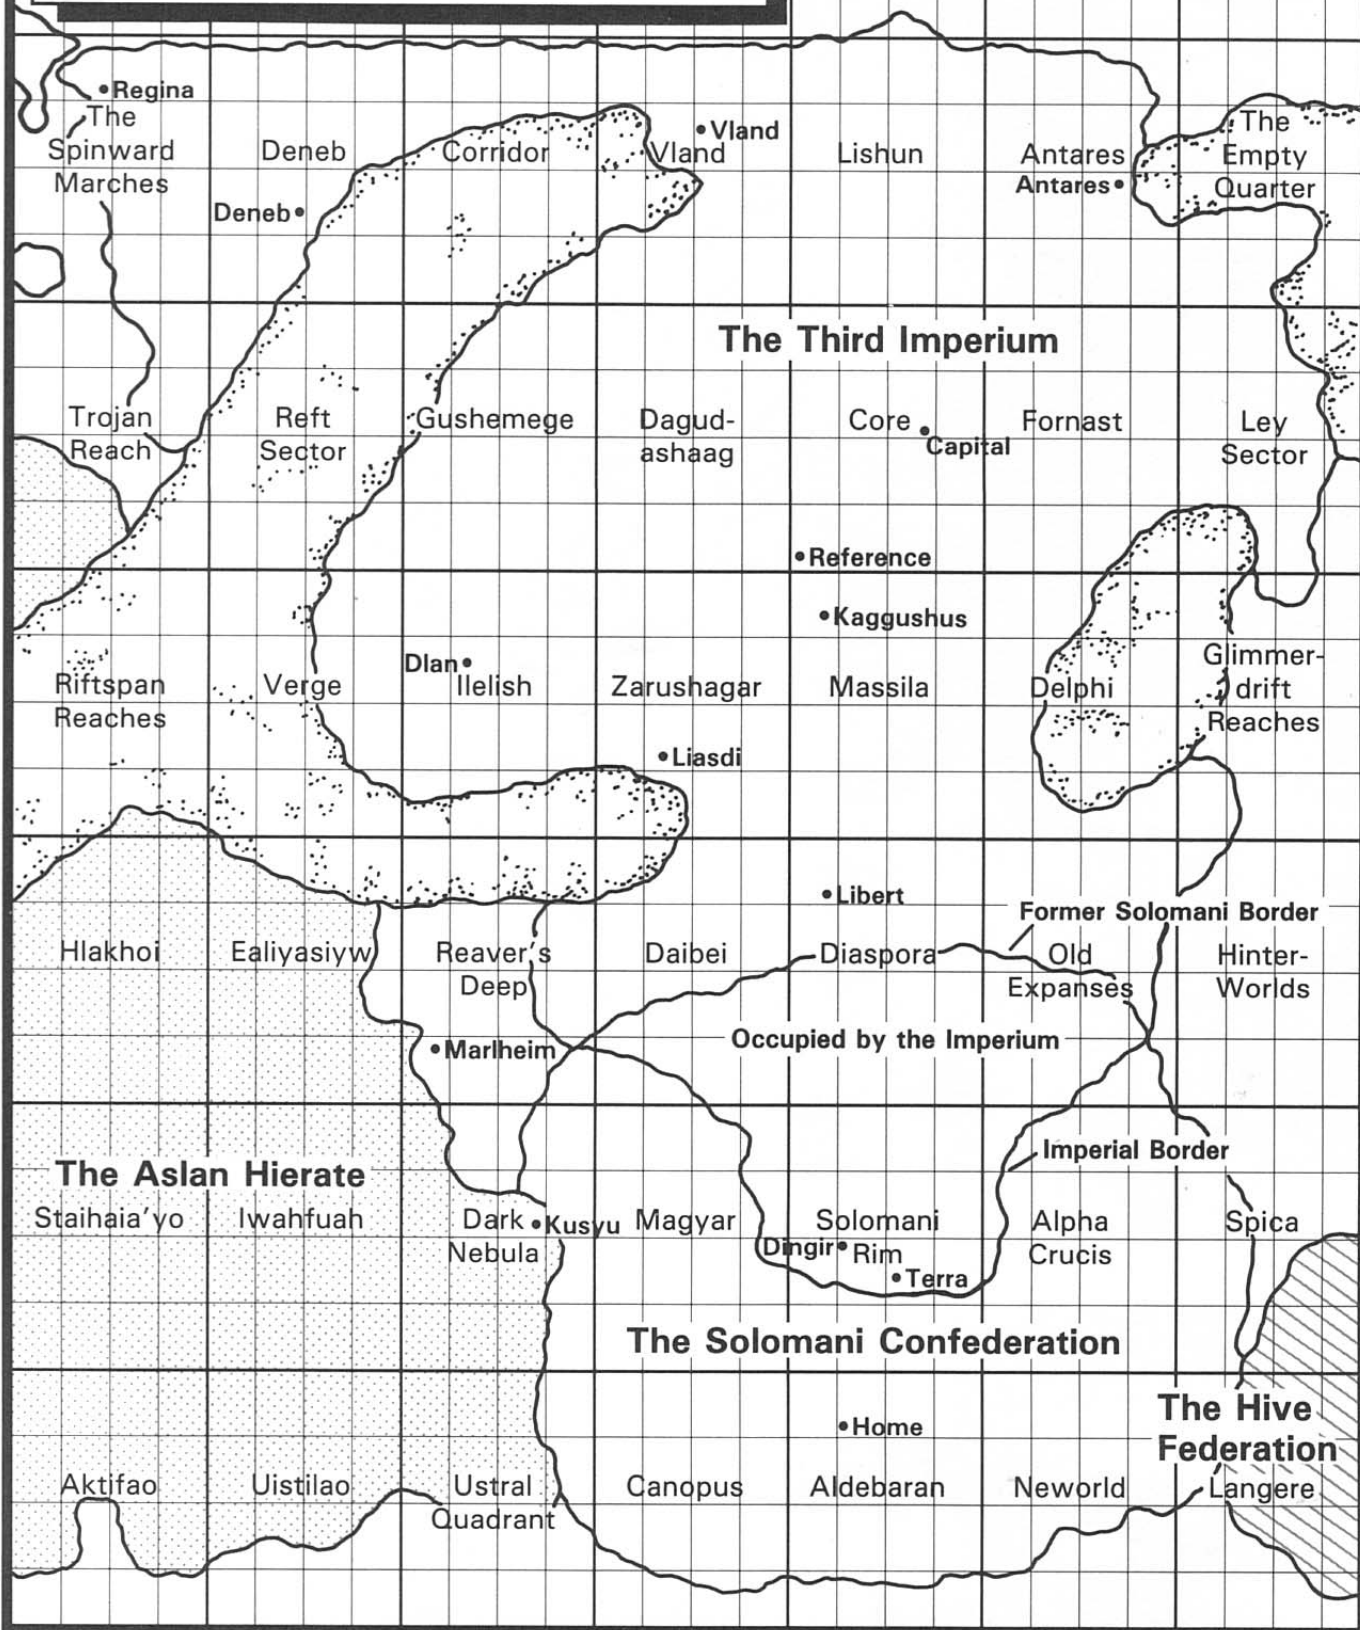 Regina
The
Spinward
Marches
Deneb
Deneb
Corridor
Vland
Vland
Lishun
Antares
Antares
The
Empty
Quarter
The Third Imperium
Trojan
Reach
Reft
Sector
Gushemege
Dagud-
ashaag
Core
Capital
Fornast
Ley
Sector
Reference
Kaggushus
Riftspan
Reaches
Verge
Dlan
Ilelish
Zarushagar
Massila
Delphi
Glimmer-
drift
Reaches
Liasdi
Libert
Former Solomani Border
Hlakhoi
Ealiyasiyw
Reaver's
Deep
Daibei
Diaspora
Old
Expanses
Hinter-
Worlds
Occupied by the Imperium
Marlheim
Imperial Border
The Aslan Hierate
Staihaia'yo
Iwahfuah
Dark
Nebula
Kusyu
Magyar
Solomani
Rim
Dingir
Terra
Alpha
Crucis
Spica
The Solomani Confederation
The Hive
Federation
Home
Aktifao
Uistilao
Ustral
Quadrant
Canopus
Aldebaran
Neworld
Langere